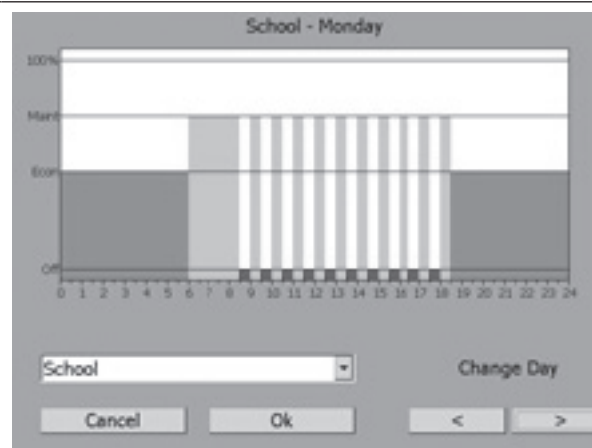 School - Monday
100%
Maint
Econ
Off
0 1 2 3 4 5 6 7 8 9 10 11 12 13 14 15 16 17 18 19 20 21 22 23 24
School
Change Day
Cancel Ok < >